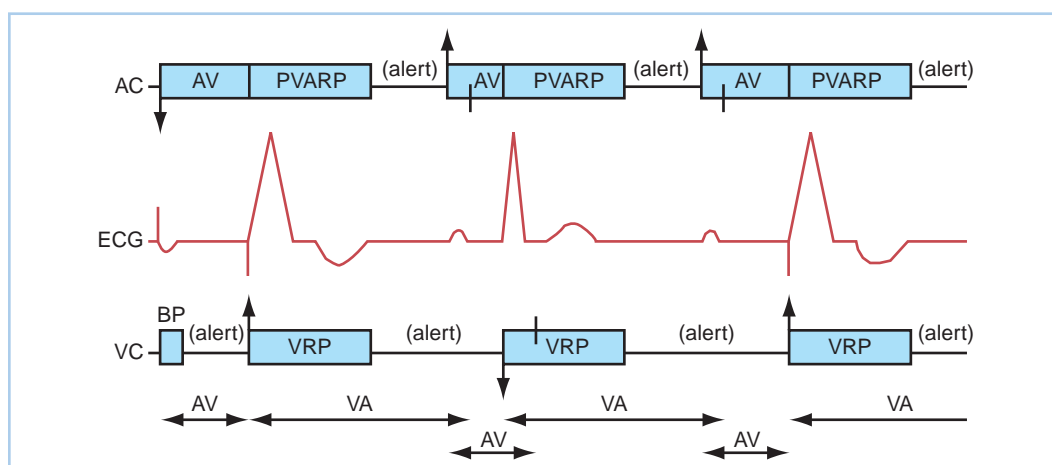 AC AV PVARP (alert) AV PVARP (alert) AV PVARP (alert)
ECG
BP
VC (alert) VRP (alert) VRP (alert) VRP (alert)
AV VA VA VA
AV AV